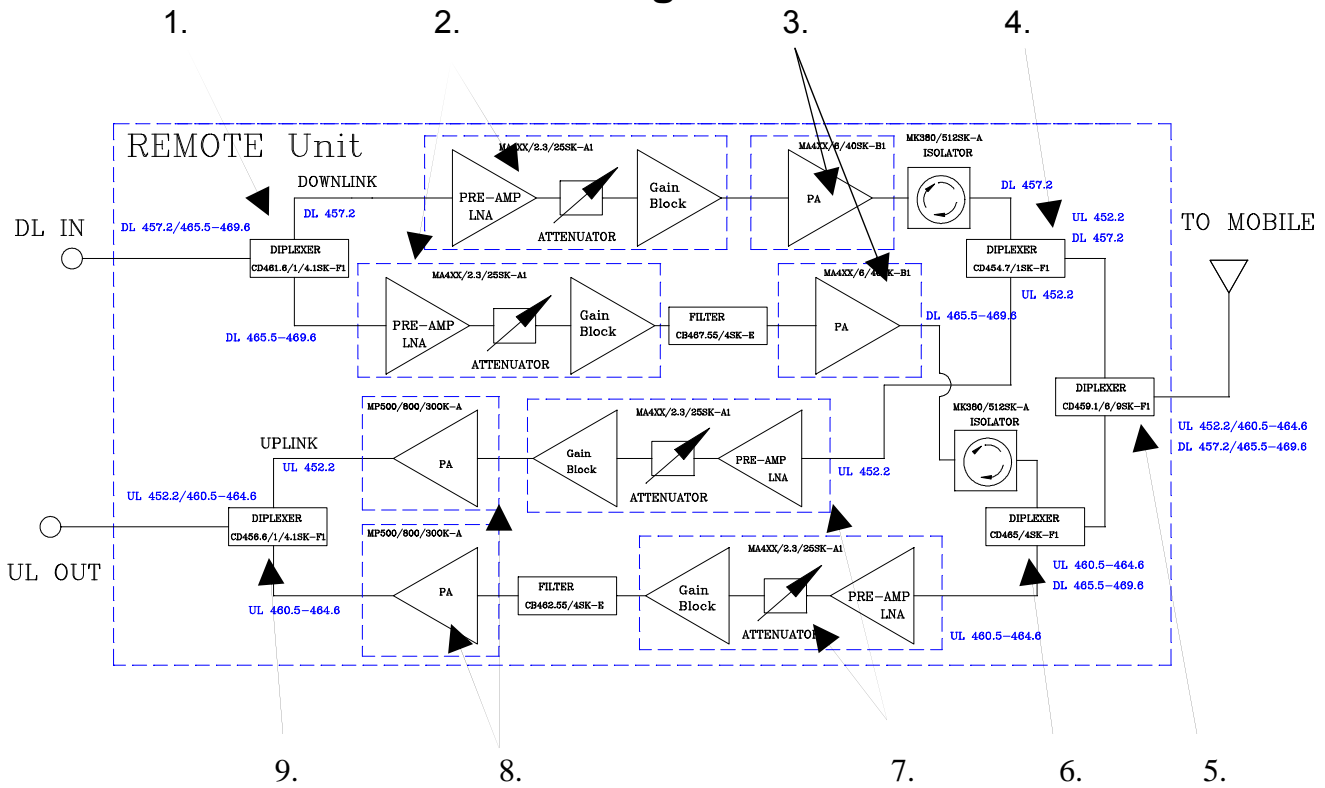 1.
2.
3.
4.
REMOTE Unit
DOWNLINK
DL 457.2
DL IN
DL 457.2/465.5-469.6
DIPLEXER
CD461.6/1/4.1SK-F1
DL 465.5-469.6
MA4XX/2.3/25SK-A1
PRE-AMP
LNA
ATTENUATOR
Gain
Block
MA4XX/6/40SK-B1
PA
MK380/512SK-A
ISOLATOR
DL 457.2
UL 452.2
DL 457.2
DIPLEXER
CD454.7/1SK-F1
UL 452.2
TO MOBILE
MA4XX/2.3/25SK-A1
PRE-AMP
LNA
ATTENUATOR
Gain
Block
FILTER
CB467.55/4SK-E
MA4XX/6/40SK-B1
PA
DL 465.5-469.6
DIPLEXER
CD459.1/6/9SK-F1
UL 452.2/460.5-464.6
DL 457.2/465.5-469.6
MK380/512SK-A
ISOLATOR
UPLINK
UL 452.2
UL 452.2/460.5-464.6
MP500/800/300K-A
PA
Gain
Block
MA4XX/2.3/25SK-A1
ATTENUATOR
PRE-AMP
LNA
UL 452.2
UL OUT
DIPLEXER
CD456.6/1/4.1SK-F1
UL 460.5-464.6
MP500/800/300K-A
PA
FILTER
CB462.55/4SK-E
Gain
Block
MA4XX/2.3/25SK-A1
ATTENUATOR
PRE-AMP
LNA
UL 460.5-464.6
DIPLEXER
CD465/4SK-F1
UL 460.5-464.6
DL 465.5-469.6
9.
8.
7.
6.
5.